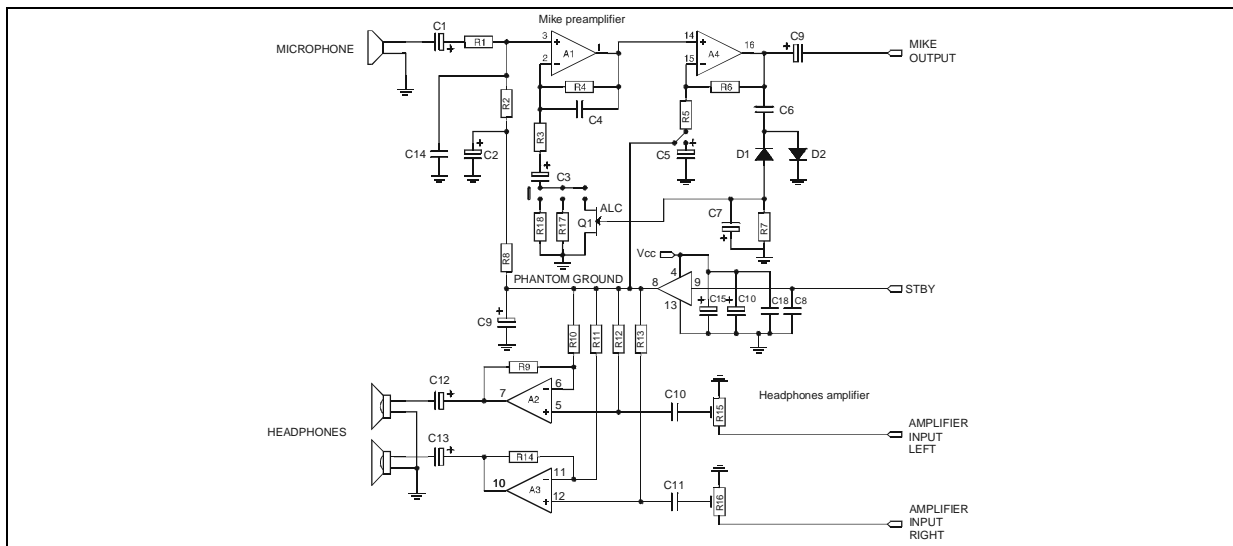 Mike preamplifier
C1
C9
MICROPHONE
R1
3
A1
1
14
A4
16
MIKE
OUTPUT
2
15
R4
R6
R2
C4
R5
C6
R3
C14
C2
C5
D1
D2
C3
ALC
C7
R18
R17
Q1
R7
R8
Vcc
PHANTOM GROUND
4
8
9
STBY
13
C15
C10
C18
C8
C9
R10
R11
R12
R13
R9
C12
6
7
A2
5
C10
R15
Headphones amplifier
HEADPHONES
C13
AMPLIFIER
INPUT
LEFT
R14
11
10
A3
12
C11
R16
AMPLIFIER
INPUT
RIGHT